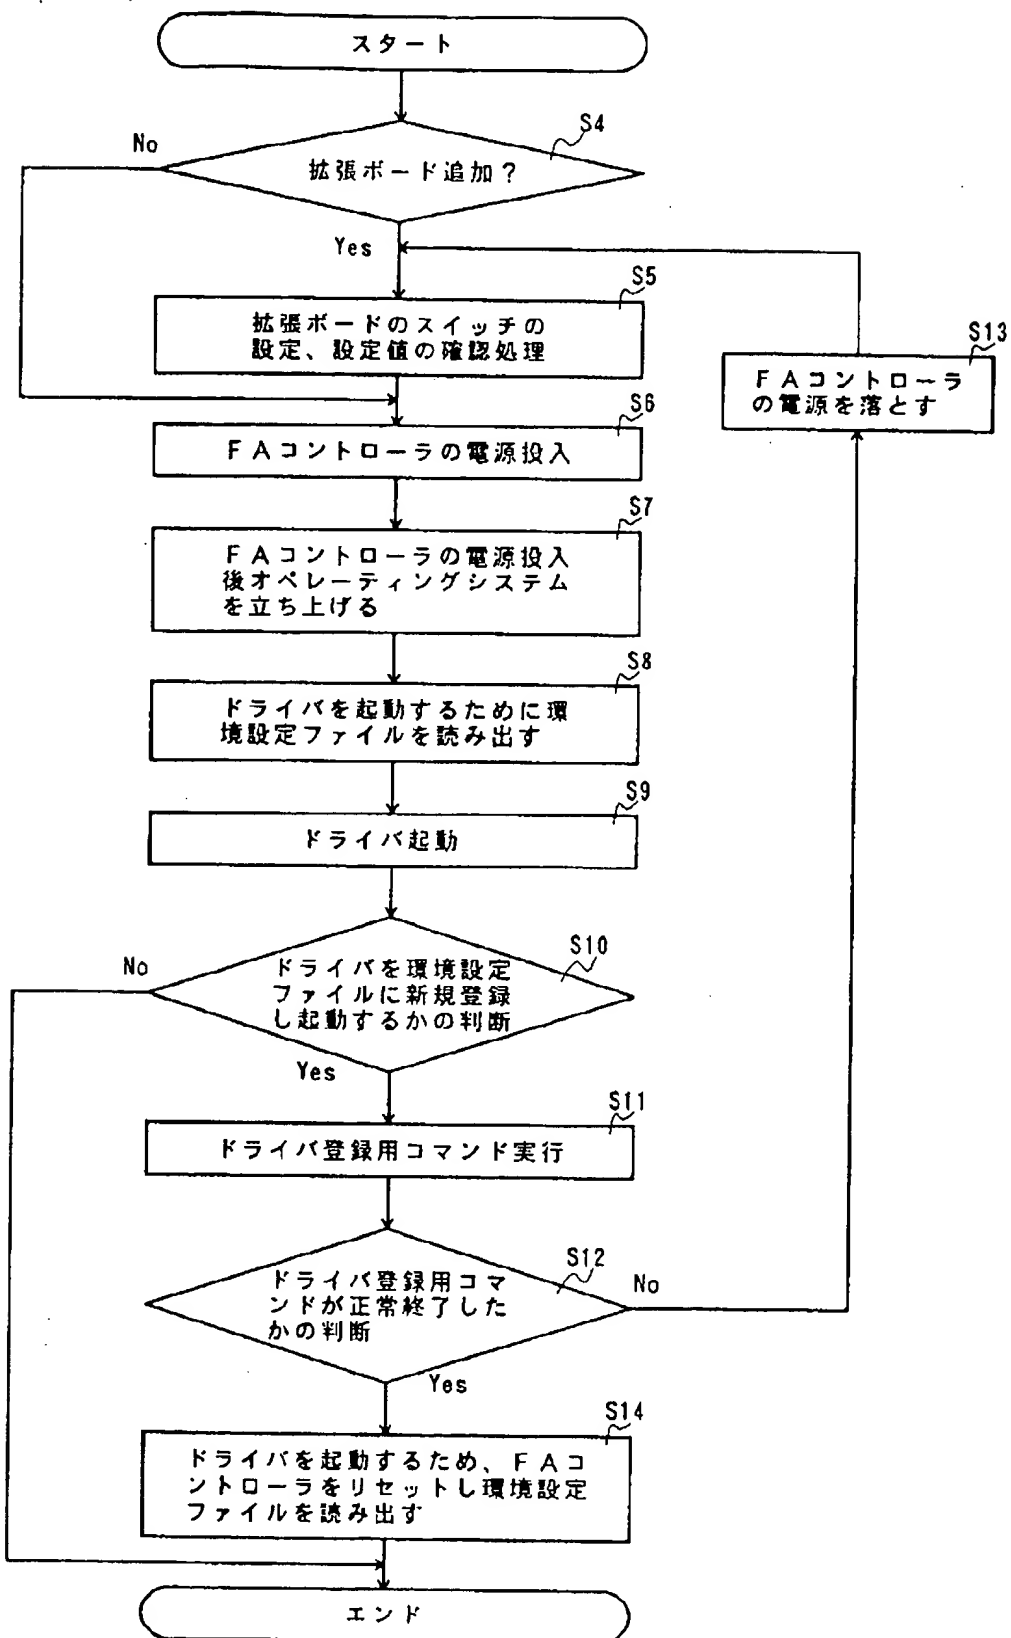 スタート
S4
No
拡張ボード追加?
Yes
S5
拡張ボードのスイッチの
設定、設定値の確認処理
S13
FAコントローラ
の電源を落とす
S6
FAコントローラの電源投入
S7
FAコントローラの電源投入
後オペレーティングシステム
を立ち上げる
S8
ドライバを起動するために環
境設定ファイルを読み出す
S9
ドライバ起動
S10
No
ドライバを環境設定
ファイルに新規登録
し起動するかの判断
Yes
S11
ドライバ登録用コマンド実行
S12
ドライバ登録用コマ
ンドが正常終了した
かの判断
No
Yes
S14
ドライバを起動するため、FAコ
ントローラをリセットし環境設定
ファイルを読み出す
エンド